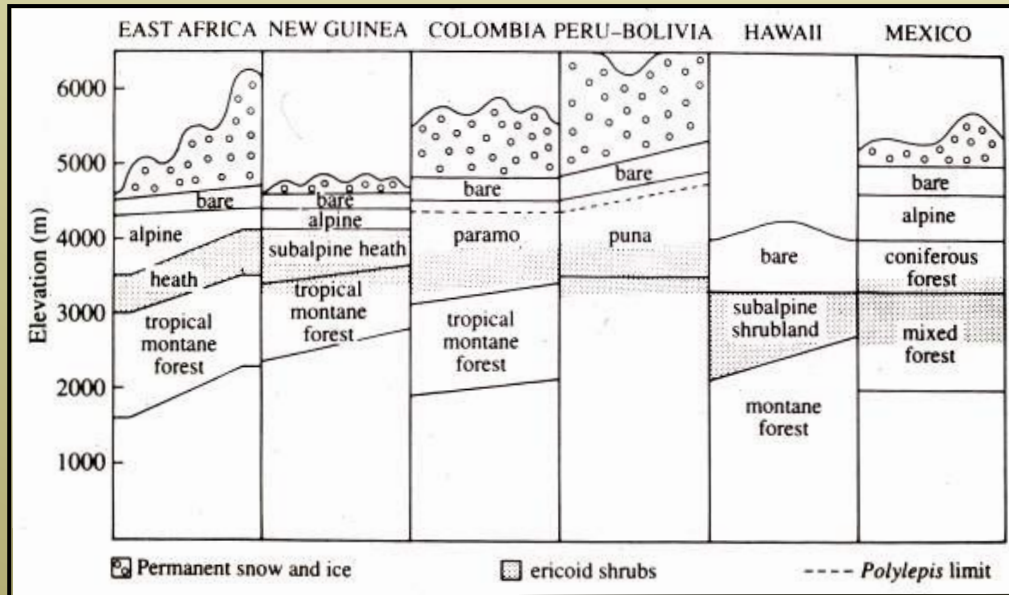 EAST AFRICA NEW GUINEA COLOMBIA PERU–BOLIVIA HAWAII MEXICO
Elevation (m)
6000
5000
4000
3000
2000
1000
bare
alpine
heath
tropical
montane
forest
bare
alpine
subalpine heath
tropical
montane
forest
bare
paramo
tropical
montane
forest
bare
puna
bare
subalpine
shrubland
montane
forest
bare
alpine
coniferous
forest
mixed
forest
Permanent snow and ice ericoid shrubs Polylepis limit